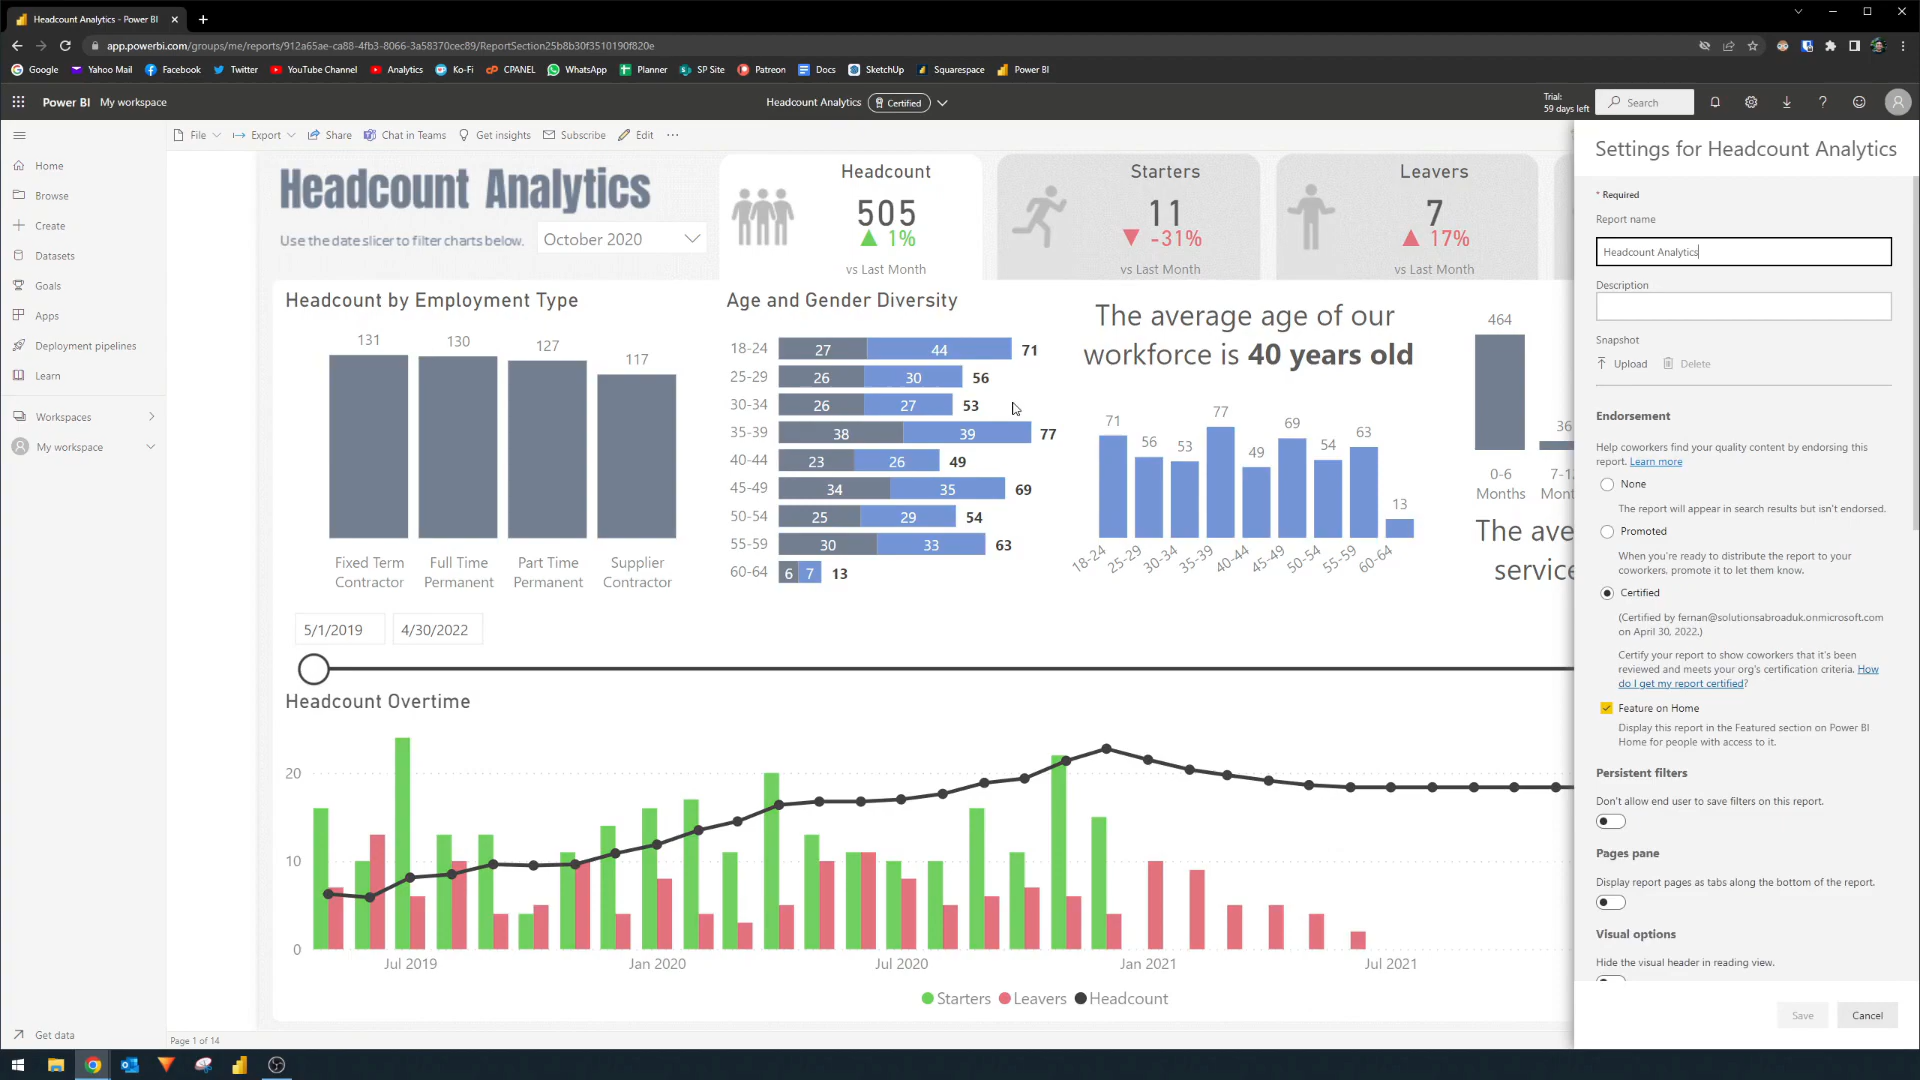 Headcount Analytics - Power BI
app.powerbi.com/groups/me/reports/912a65ae-ca88-4fb3-8066-3a58370cec89/ReportSection25b8b30f3510190f820e
Google Yahoo Mail Facebook Twitter YouTube Channel Analytics Ko-Fi CPANEL WhatsApp Planner SP Site Patreon Docs SketchUp Squarespace Power BI
Power BI My workspace
Headcount Analytics Certified
Trial:
59 days left
Search
File Export Share Chat in Teams Get insights Subscribe Edit ...
Home
Browse
Create
Datasets
Goals
Apps
Deployment pipelines
Learn
Workspaces
My workspace
Get data
Headcount Analytics
Use the date slicer to filter charts below.
October 2020
Headcount
505
1%
vs Last Month
Starters
11
-31%
vs Last Month
Leavers
7
17%
vs Last Month
Headcount by Employment Type
131 130 127 117
Fixed Term Contractor
Full Time Permanent
Part Time Permanent
Supplier Contractor
Age and Gender Diversity
18-24 27 44 71
25-29 26 30 56
30-34 26 27 53
35-39 38 39 77
40-44 23 26 49
45-49 34 35 69
50-54 25 29 54
55-59 30 33 63
60-64 6 7 13
The average age of our
workforce is 40 years old
71 56 53 77 49 69 54 63 13
18-24 25-29 30-34 35-39 40-44 45-49 50-54 55-59 60-64
464 36
0-6 Months
7-1
Mont
The ave
service
5/1/2019 4/30/2022
Headcount Overtime
20
10
0
Jul 2019 Jan 2020 Jul 2020 Jan 2021 Jul 2021
Starters Leavers Headcount
Page 1 of 14
Settings for Headcount Analytics
* Required
Report name
Headcount Analytics
Description
Snapshot
Upload Delete
Endorsement
Help coworkers find your quality content by endorsing this
report. Learn more
None
The report will appear in search results but isn't endorsed.
Promoted
When you're ready to distribute the report to your
coworkers, promote it to let them know.
Certified
(Certified by fernan@solutionsabroaduk.onmicrosoft.com
on April 30, 2022.)
Certify your report to show coworkers that it's been
reviewed and meets your org's certification criteria. How
do I get my report certified?
Feature on Home
Display this report in the Featured section on Power BI
Home for people with access to it.
Persistent filters
Don't allow end user to save filters on this report.
Pages pane
Display report pages as tabs along the bottom of the report.
Visual options
Hide the visual header in reading view.
Save Cancel